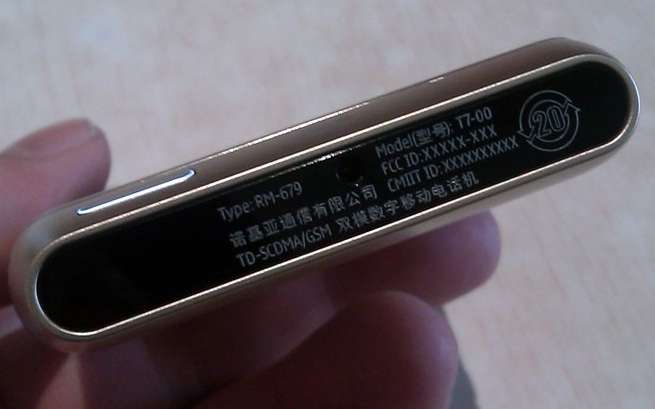 Type: RM-679
诺基亚通信有限公司
TD-SCDMA/GSM 双模数字移动电话机
Model(型号): T7-00
FCC ID:XXXXX-XXX
CMIIT ID:XXXXXXXXXX
20